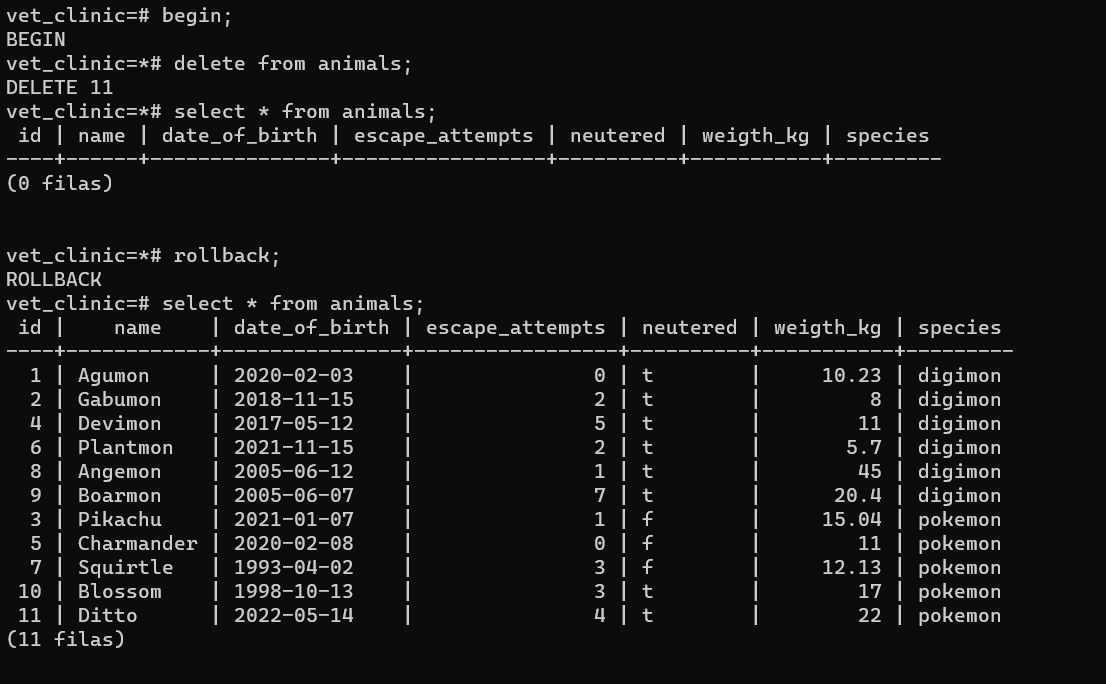 vet_clinic=# begin;
BEGIN
vet_clinic=*# delete from animals;
DELETE 11
vet_clinic=*# select * from animals;
 id | name | date_of_birth | escape_attempts | neutered | weigth_kg | species
----+------+---------------+-----------------+----------+-----------+---------
(0 filas)


vet_clinic=*# rollback;
ROLLBACK
vet_clinic=# select * from animals;
 id |    name    | date_of_birth | escape_attempts | neutered | weigth_kg | species
----+------------+---------------+-----------------+----------+-----------+---------
  1 | Agumon     | 2020-02-03    |               0 | t        |     10.23 | digimon
  2 | Gabumon    | 2018-11-15    |               2 | t        |         8 | digimon
  4 | Devimon    | 2017-05-12    |               5 | t        |        11 | digimon
  6 | Plantmon   | 2021-11-15    |               2 | t        |       5.7 | digimon
  8 | Angemon    | 2005-06-12    |               1 | t        |        45 | digimon
  9 | Boarmon    | 2005-06-07    |               7 | t        |      20.4 | digimon
  3 | Pikachu    | 2021-01-07    |               1 | f        |     15.04 | pokemon
  5 | Charmander | 2020-02-08    |               0 | f        |        11 | pokemon
  7 | Squirtle   | 1993-04-02    |               3 | f        |     12.13 | pokemon
 10 | Blossom    | 1998-10-13    |               3 | t        |        17 | pokemon
 11 | Ditto      | 2022-05-14    |               4 | t        |        22 | pokemon
(11 filas)